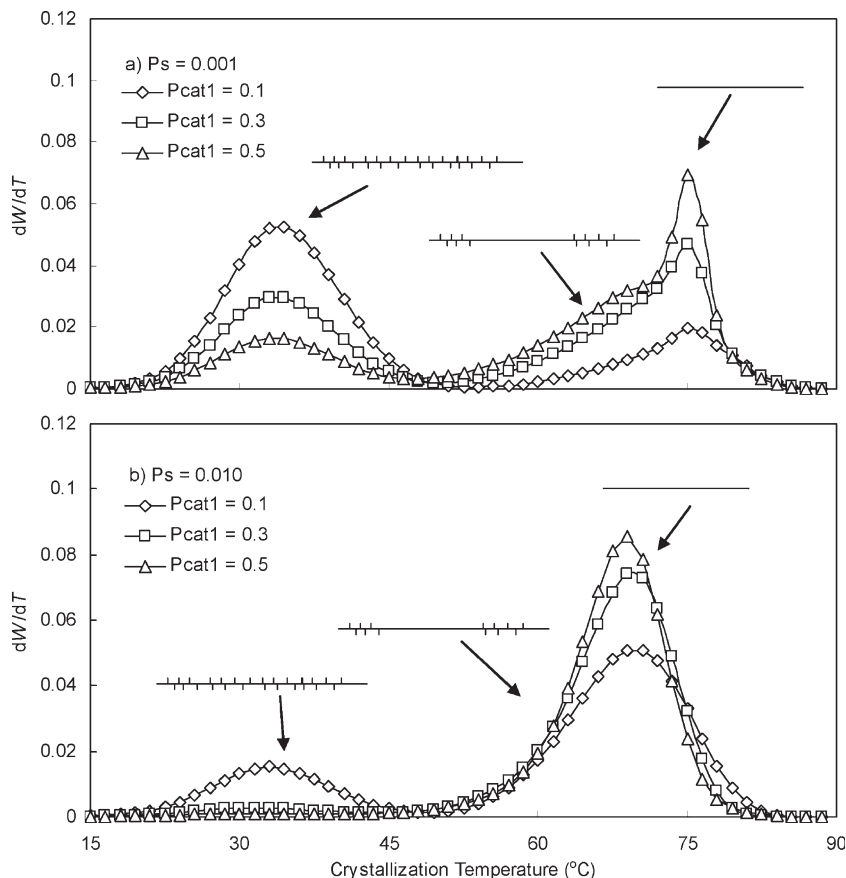 0.12
a) Ps = 0.001
Pcat1 = 0.1
Pcat1 = 0.3
Pcat1 = 0.5
0.1
0.08
0.06
0.04
0.02
0
dW/dT
0.12
b) Ps = 0.010
Pcat1 = 0.1
Pcat1 = 0.3
Pcat1 = 0.5
0.1
0.08
0.06
0.04
0.02
0
dW/dT
15 30 45 60 75 90
Crystallization Temperature (°C)